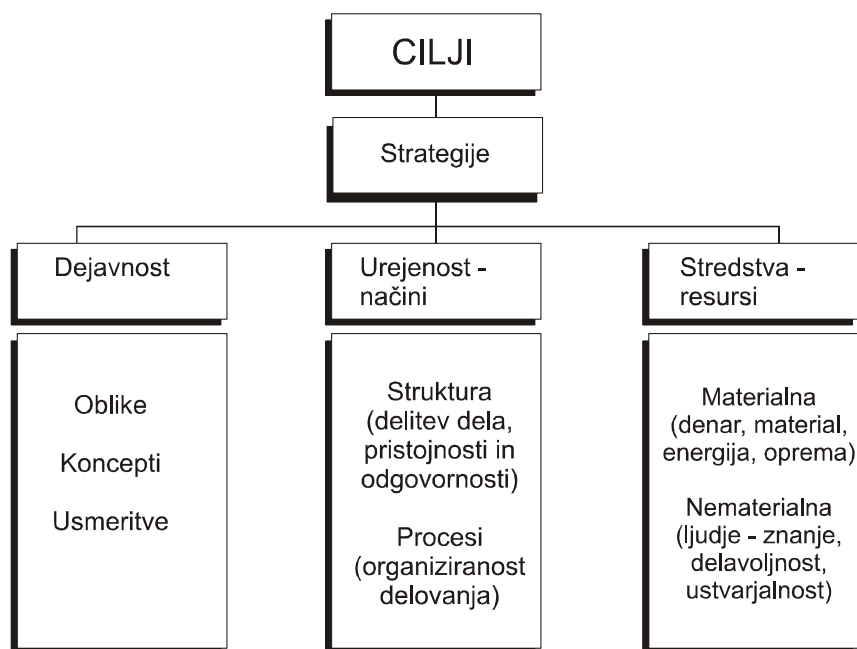 CILJI
Strategije
Dejavnost
Urejenost -
načini
Stredstva -
resursi
Oblike
Koncepti
Usmeritve
Struktura
(delitev dela,
pristojnosti in
odgovornosti)
Procesi
(organiziranost
delovanja)
Materialna
(denar, material,
energija, oprema)
Nematerialna
(ljudje - znanje,
delavoljnost,
ustvarjalnost)